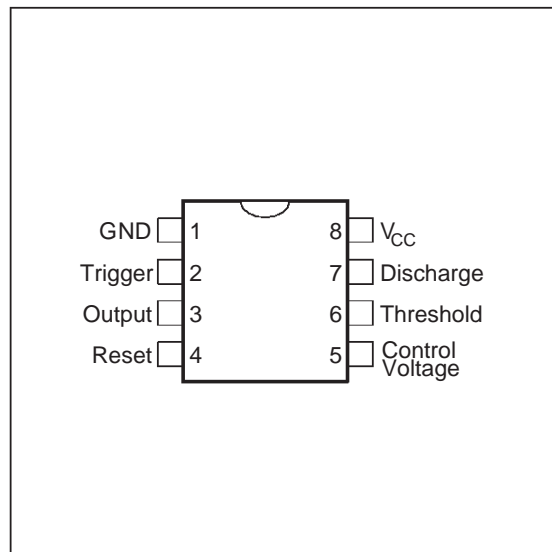 GND 1 8 VCC
Trigger 2 7 Discharge
Output 3 6 Threshold
Reset 4 5 Control
Voltage